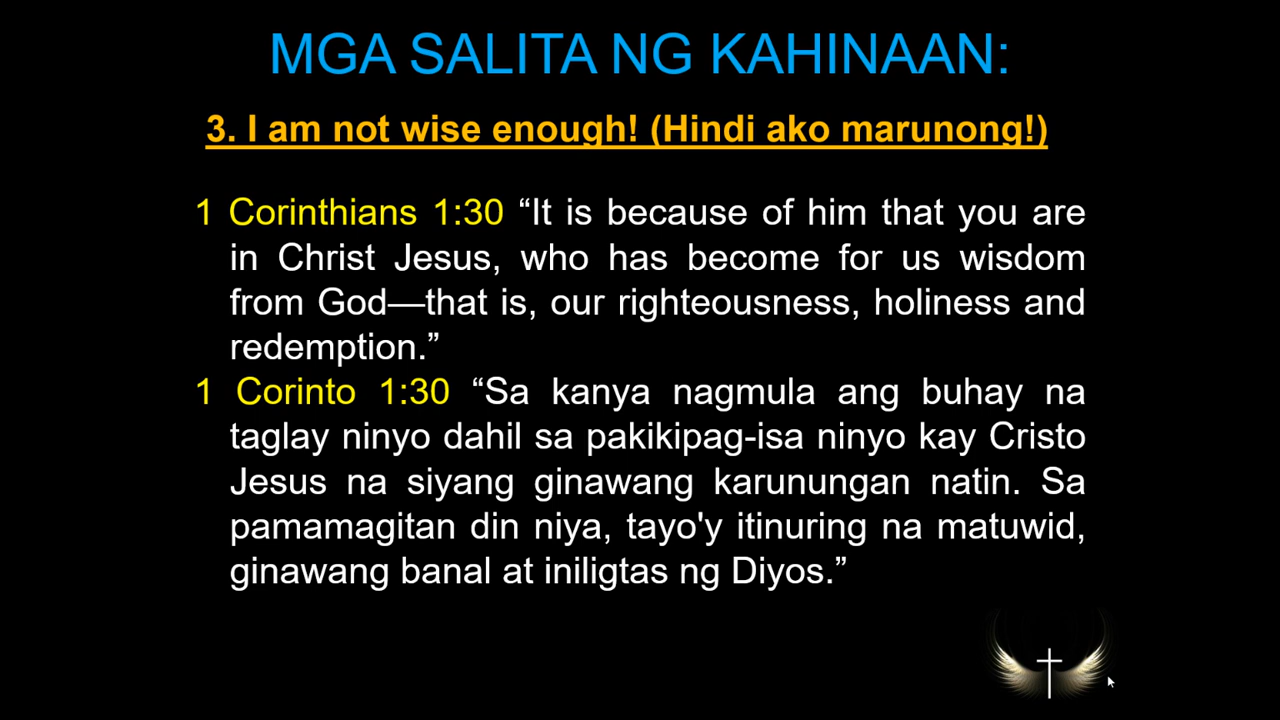 MGA SALITA NG KAHINAAN:
3. I am not wise enough! (Hindi ako marunong!)
1 Corinthians 1:30 “It is because of him that you are
in Christ Jesus, who has become for us wisdom
from God—that is, our righteousness, holiness and
redemption.”
1 Corinto 1:30 “Sa kanya nagmula ang buhay na
taglay ninyo dahil sa pakikipag-isa ninyo kay Cristo
Jesus na siyang ginawang karunungan natin. Sa
pamamagitan din niya, tayo'y itinuring na matuwid,
ginawang banal at iniligtas ng Diyos.”